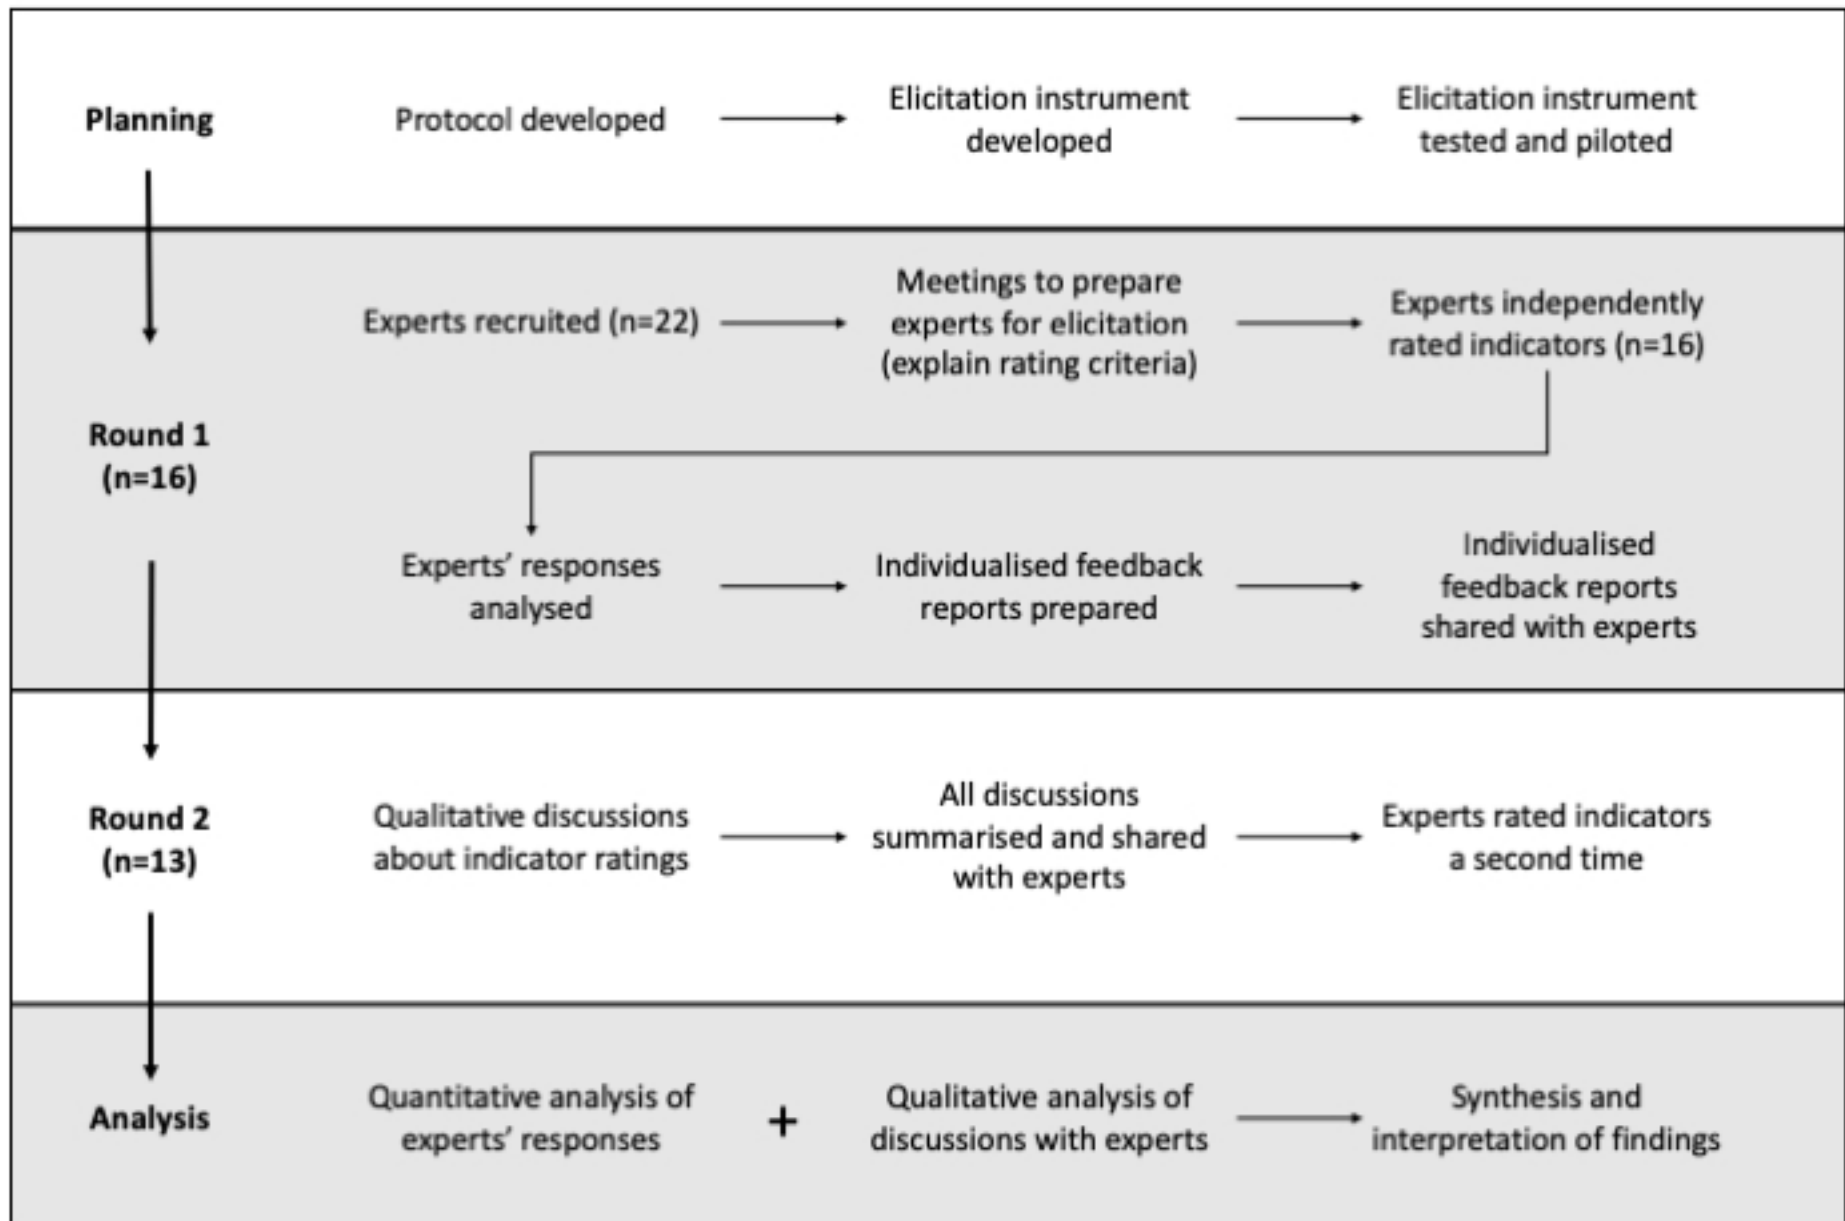 Planning
Protocol developed
Elicitation instrument
developed
Elicitation instrument
tested and piloted
Round 1
(n=16)
Experts recruited (n=22)
Meetings to prepare
experts for elicitation
(explain rating criteria)
Experts independently
rated indicators (n=16)
Experts’ responses
analysed
Individualised feedback
reports prepared
Individualised
feedback reports
shared with experts
Round 2
(n=13)
Qualitative discussions
about indicator ratings
All discussions
summarised and shared
with experts
Experts rated indicators
a second time
Analysis
Quantitative analysis of
experts’ responses
+
Qualitative analysis of
discussions with experts
Synthesis and
interpretation of findings